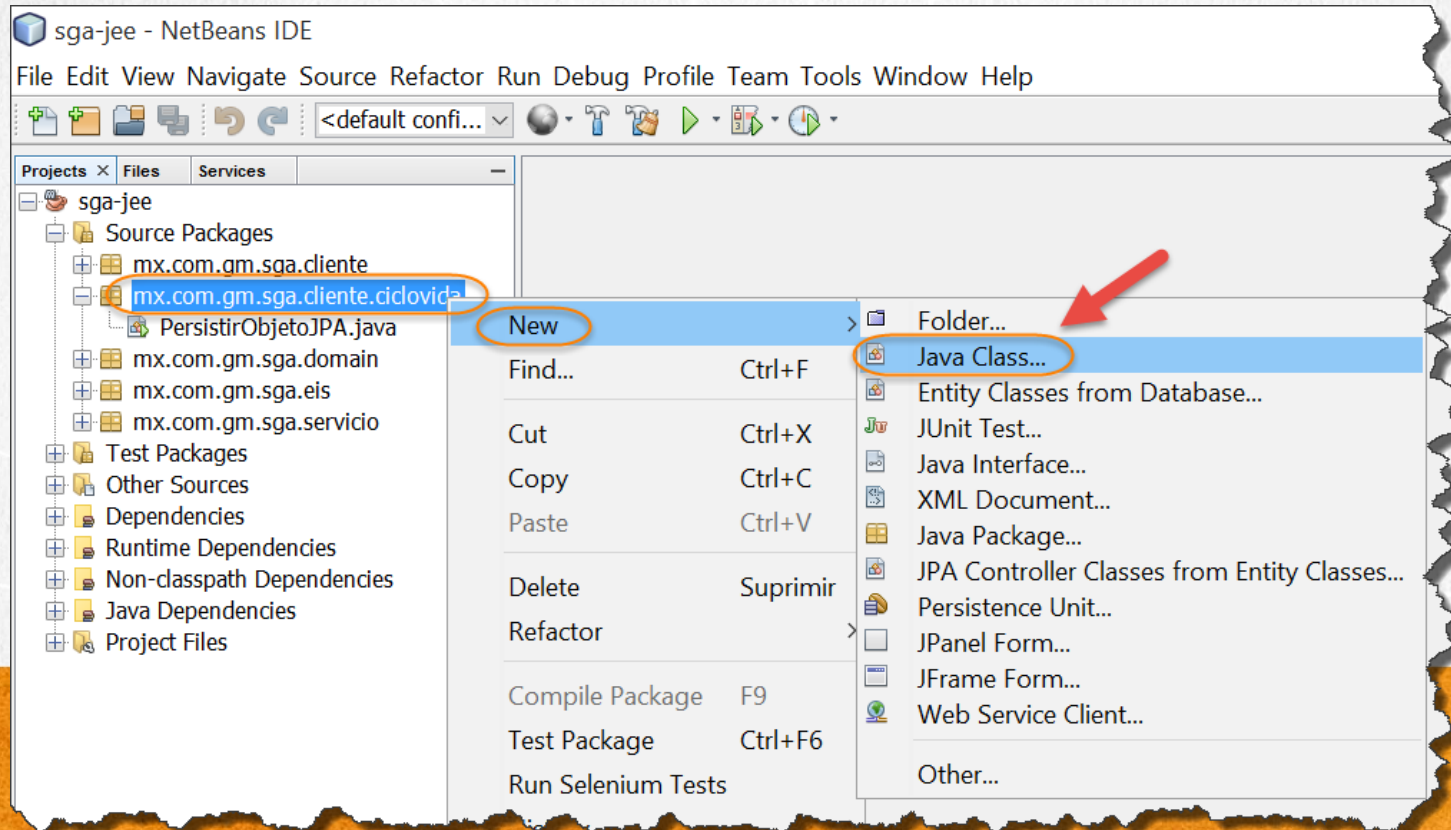 sga-jee - NetBeans IDE
File Edit View Navigate Source Refactor Run Debug Profile Team Tools Window Help
<default confi...
Projects Files Services
sga-jee
Source Packages
mx.com.gm.sga.cliente
mx.com.gm.sga.cliente.ciclovida
PersistirObjetoJPA.java
mx.com.gm.sga.domain
mx.com.gm.sga.eis
mx.com.gm.sga.servicio
Test Packages
Other Sources
Dependencies
Runtime Dependencies
Non-classpath Dependencies
Java Dependencies
Project Files
New
Find... Ctrl+F
Cut Ctrl+X
Copy Ctrl+C
Paste Ctrl+V
Delete Suprimir
Refactor
Compile Package F9
Test Package Ctrl+F6
Run Selenium Tests
Folder...
Java Class...
Entity Classes from Database...
JUnit Test...
Java Interface...
XML Document...
Java Package...
JPA Controller Classes from Entity Classes...
Persistence Unit...
JPanel Form...
JFrame Form...
Web Service Client...
Other...